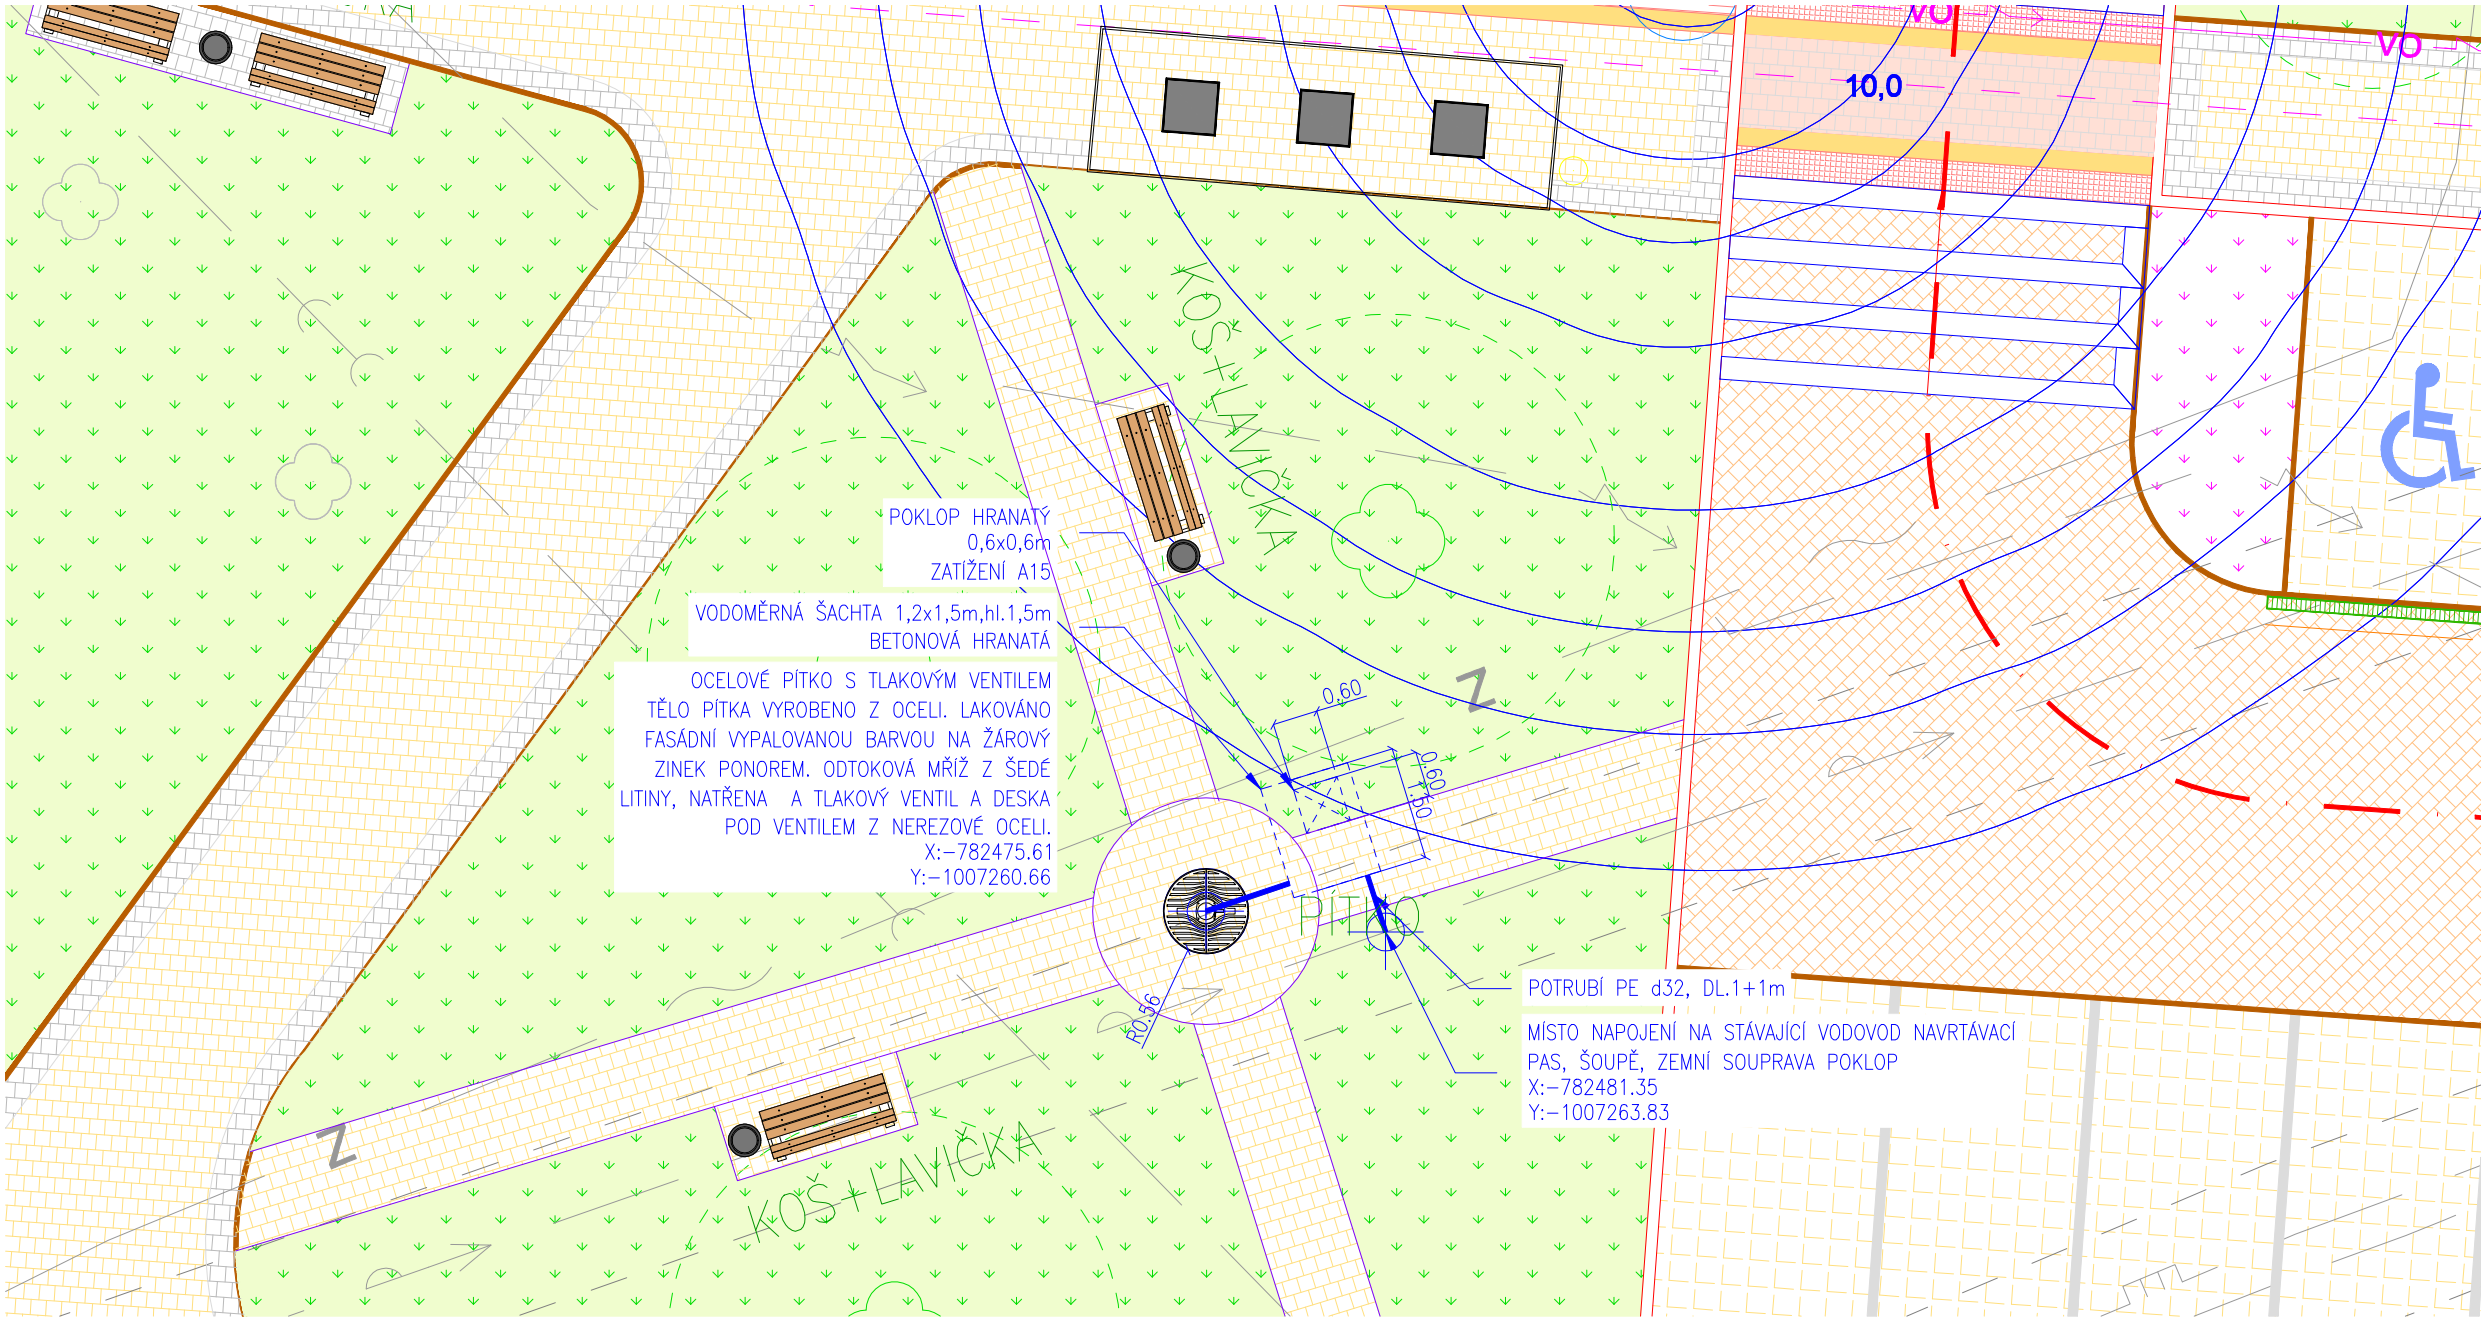 VO
VO
10,0
KOŠ+LAVIČKA
POKLOP HRANATÝ
0,6x0,6m
ZATÍŽENÍ A15
VODOMĚRNÁ ŠACHTA 1,2x1,5m,hl.1,5m
BETONOVÁ HRANATÁ
OCELOVÉ PÍTKO S TLAKOVÝM VENTILEM
TĚLO PÍTKA VYROBENO Z OCELI. LAKOVÁNO
FASÁDNÍ VYPALOVANOU BARVOU NA ŽÁROVÝ
ZINEK PONOREM. ODTOKOVÁ MŘÍŽ Z ŠEDÉ
LITINY, NATŘENA A TLAKOVÝ VENTIL A DESKA
POD VENTILEM Z NEREZOVÉ OCELI.
X:-782475.61
Y:-1007260.66
0,60
Z
0,60
1,50
PÍTKO
R0.56
POTRUBÍ PE d32, DL.1+1m
MÍSTO NAPOJENÍ NA STÁVAJÍCÍ VODOVOD NAVRTÁVACÍ
PAS, ŠOUPĚ, ZEMNÍ SOUPRAVA POKLOP
X:-782481.35
Y:-1007263.83
Z
KOŠ+LAVIČKA